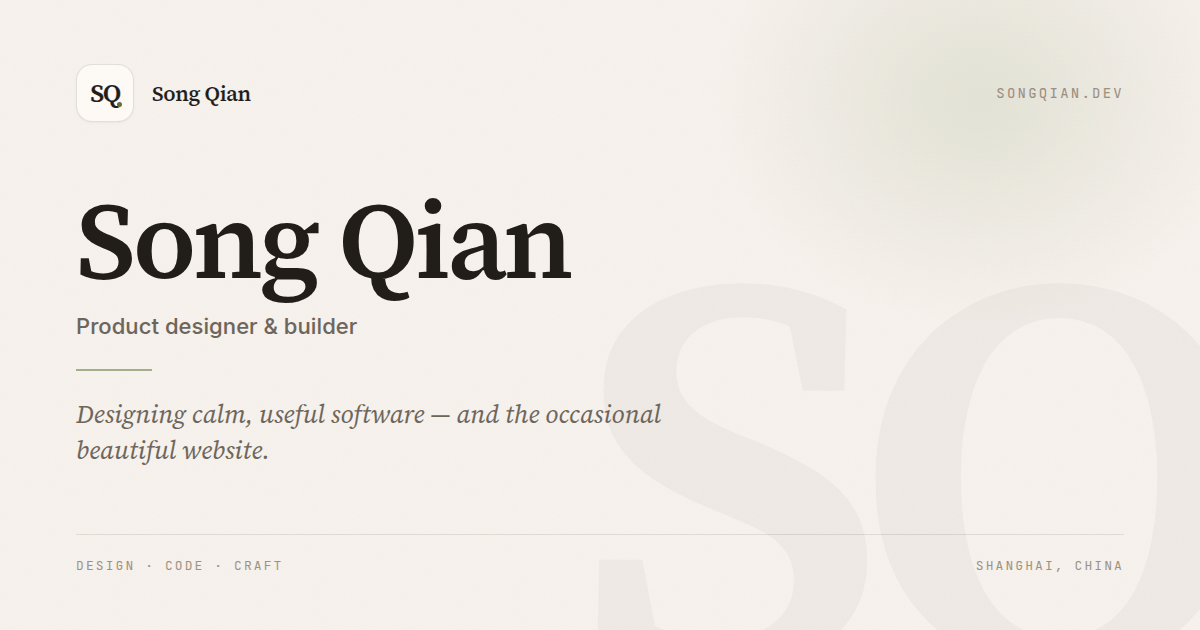 SQ
Song Qian
SONGQIAN.DEV
Song Qian
Product designer & builder
Designing calm, useful software — and the occasional
beautiful website.
SQ
DESIGN · CODE · CRAFT
SHANGHAI, CHINA